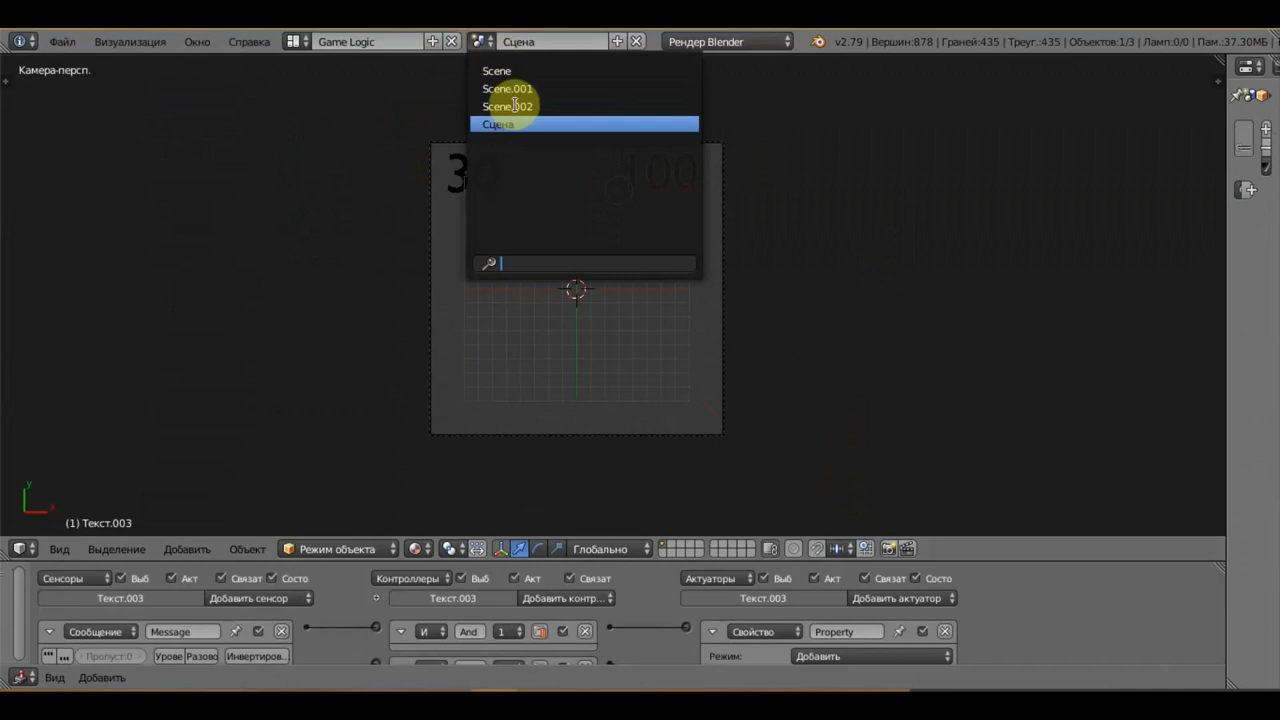 Файл Визуализация Окно Справка Game Logic Сцена Рендер Blender v2.79 | Вершин:878 | Граней:435 | Треуг.:435 | Объекты:1/3 | Ламп:0/0 | Пам.:37.30МБ
Камера-персп.
Scene
Scene.001
Scene.002
Сцена
30 100
(1) Текст.003
Вид Выделение Добавить Объект Режим объекта Глобально
Сенсоры Выб Акт Связат Состо Контроллеры Выб Акт Связат Актуаторы Выб Акт Связат Состо
Текст.003 Добавить сенсор Текст.003 Добавить контр... Текст.003 Добавить актуатор
Сообщение Message И And 1 Свойство Property
Пропуст:0 Урове Разово Инвертиров... Режим: Добавить
Вид Добавить